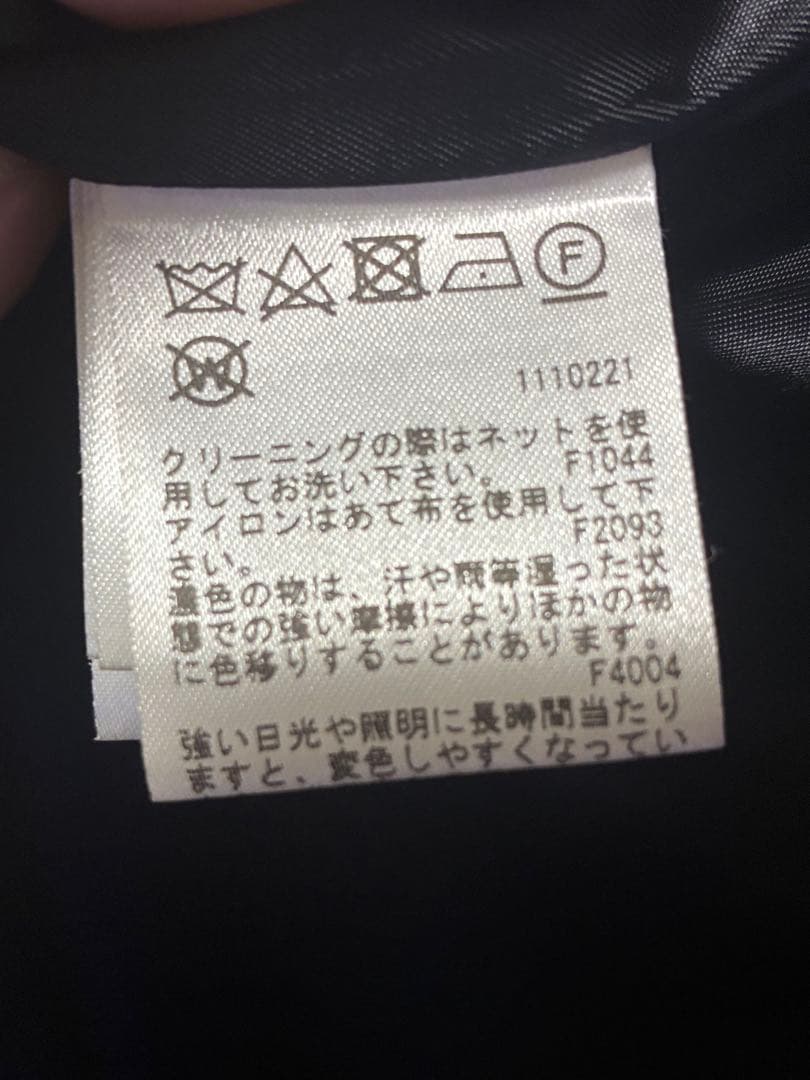 F
W
1110221
クリーニングの際はネットを使
用してお洗い下さい。 F1044
アイロンはあて布を使用して下
さい。 F2093
濃色の物は、汗や雨等湿った状
態での強い摩擦によりほかの物
に色移りすることがあります。
F4004
強い日光や照明に長時間当たり
ますと、変色しやすくなってい